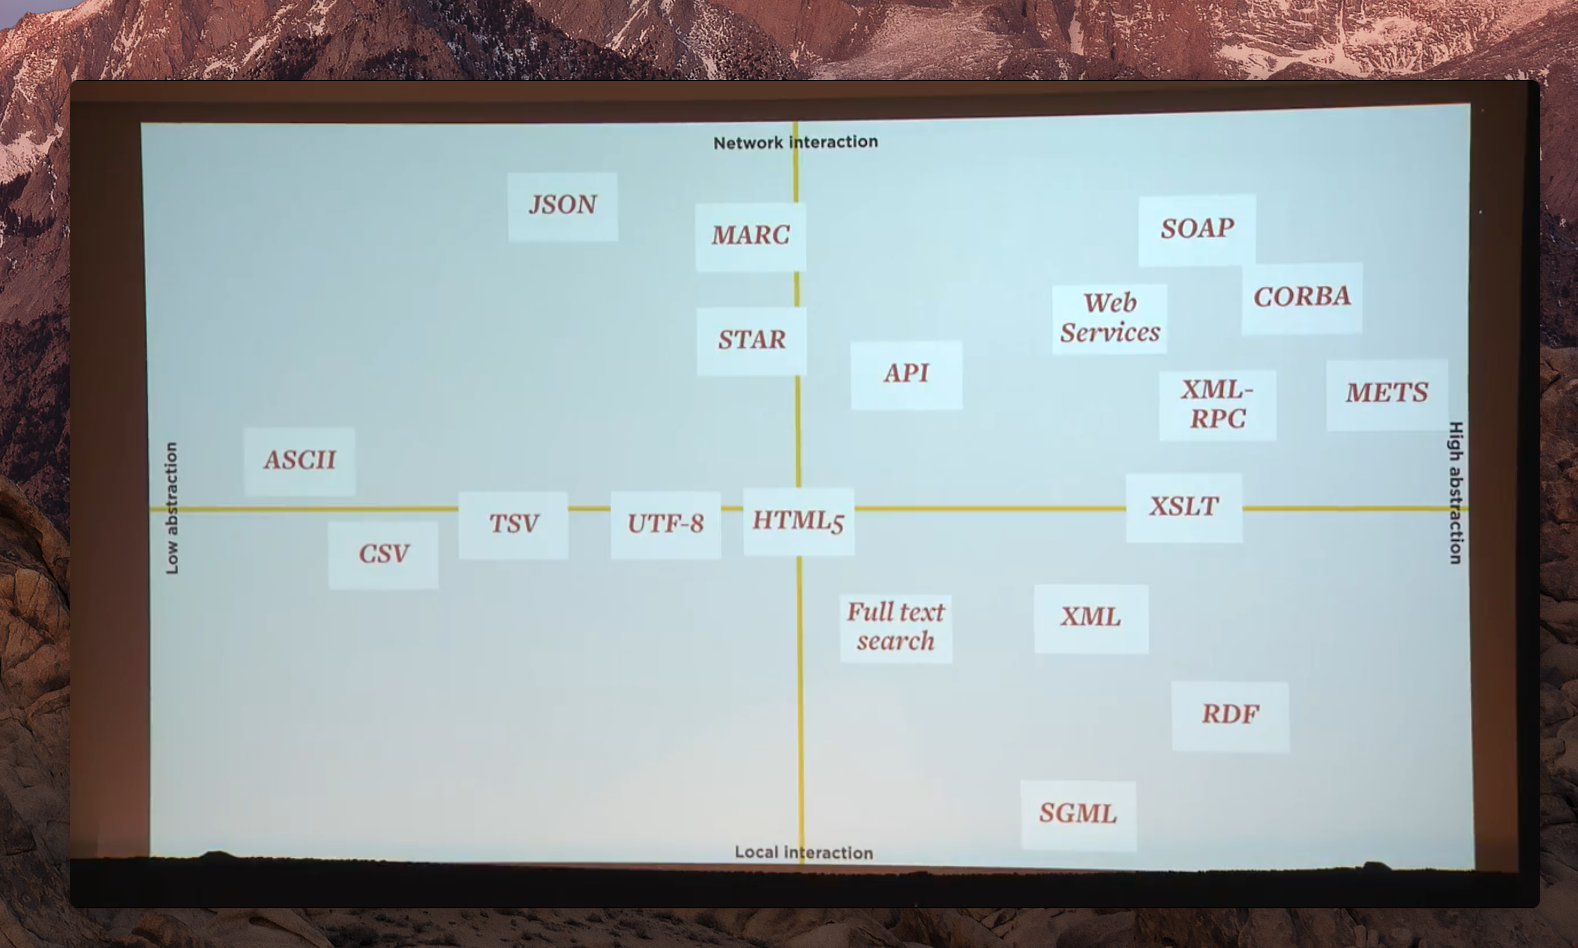 Network interaction
JSON
MARC
SOAP
CORBA
Web
Services
STAR
API
XML-
RPC
METS
Low abstraction
High abstraction
ASCII
TSV
UTF-8
HTML5
XSLT
CSV
Full text
search
XML
RDF
SGML
Local interaction